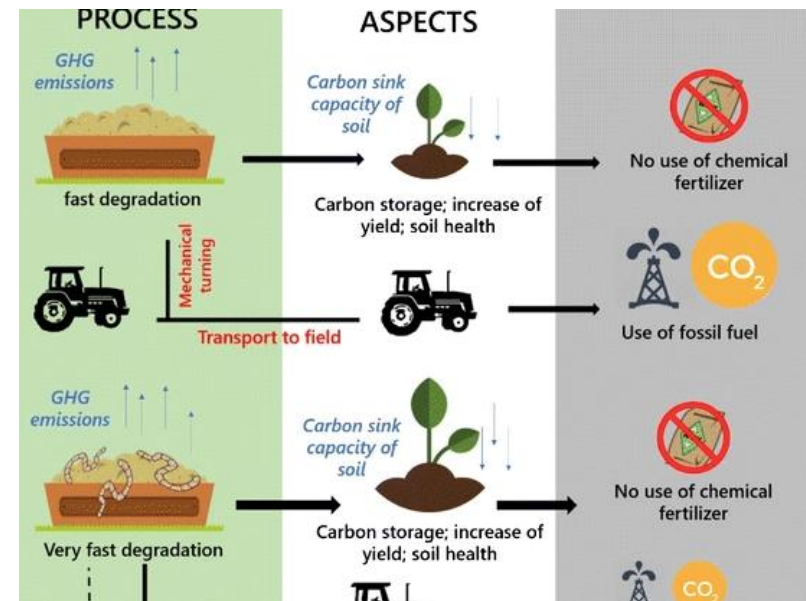 PROCESS
ASPECTS
GHG
emissions
Carbon sink
capacity of
soil
No use of chemical
fertilizer
fast degradation
Carbon storage; increase of
yield; soil health
Mechanical
turning
CO2
Transport to field
Use of fossil fuel
GHG
emissions
Carbon sink
capacity of
soil
No use of chemical
fertilizer
Very fast degradation
Carbon storage; increase of
yield; soil health
CO2